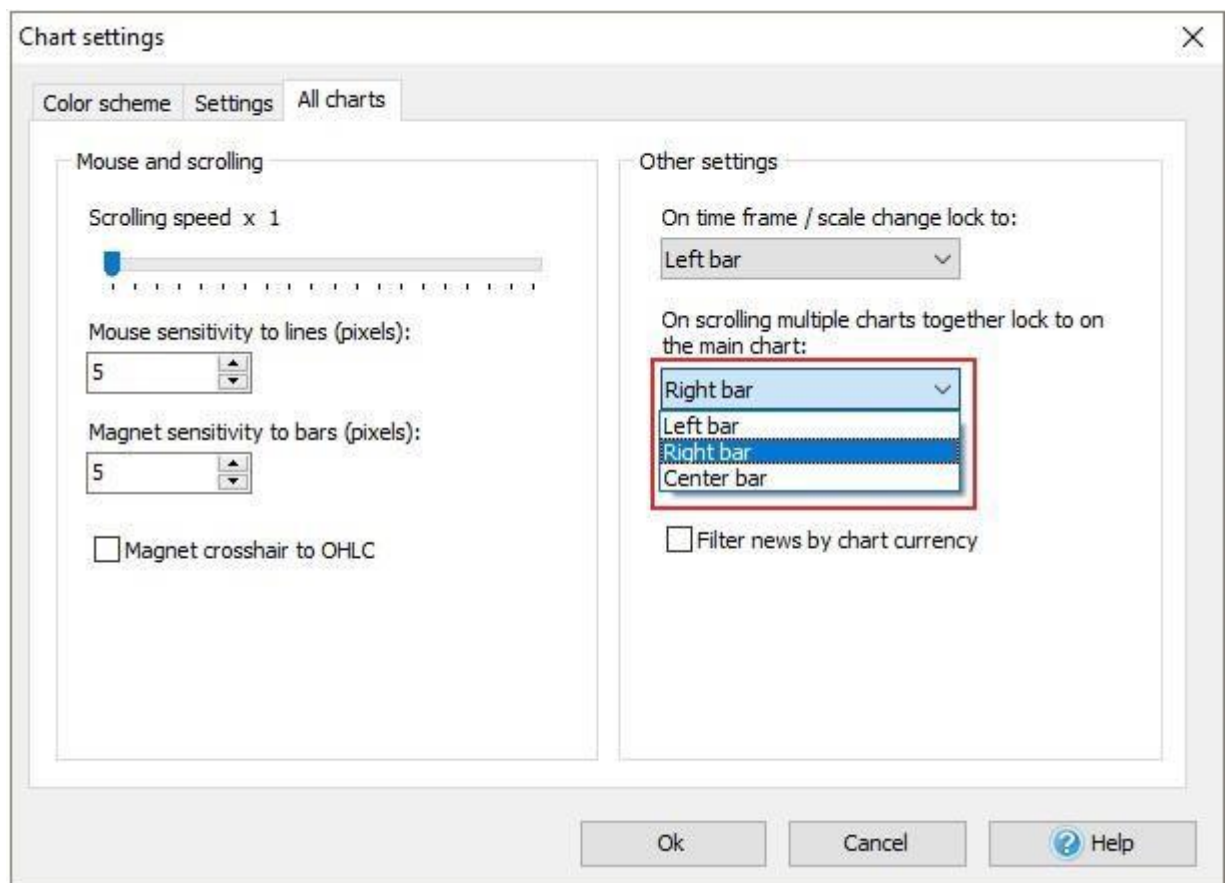 Chart settings
Color scheme
Settings
All charts
Mouse and scrolling
Scrolling speed x 1
Mouse sensitivity to lines (pixels):
5
Magnet sensitivity to bars (pixels):
5
Magnet crosshair to OHLC
Other settings
On time frame / scale change lock to:
Left bar
On scrolling multiple charts together lock to on
the main chart:
Right bar
Left bar
Right bar
Center bar
Filter news by chart currency
Ok
Cancel
? Help